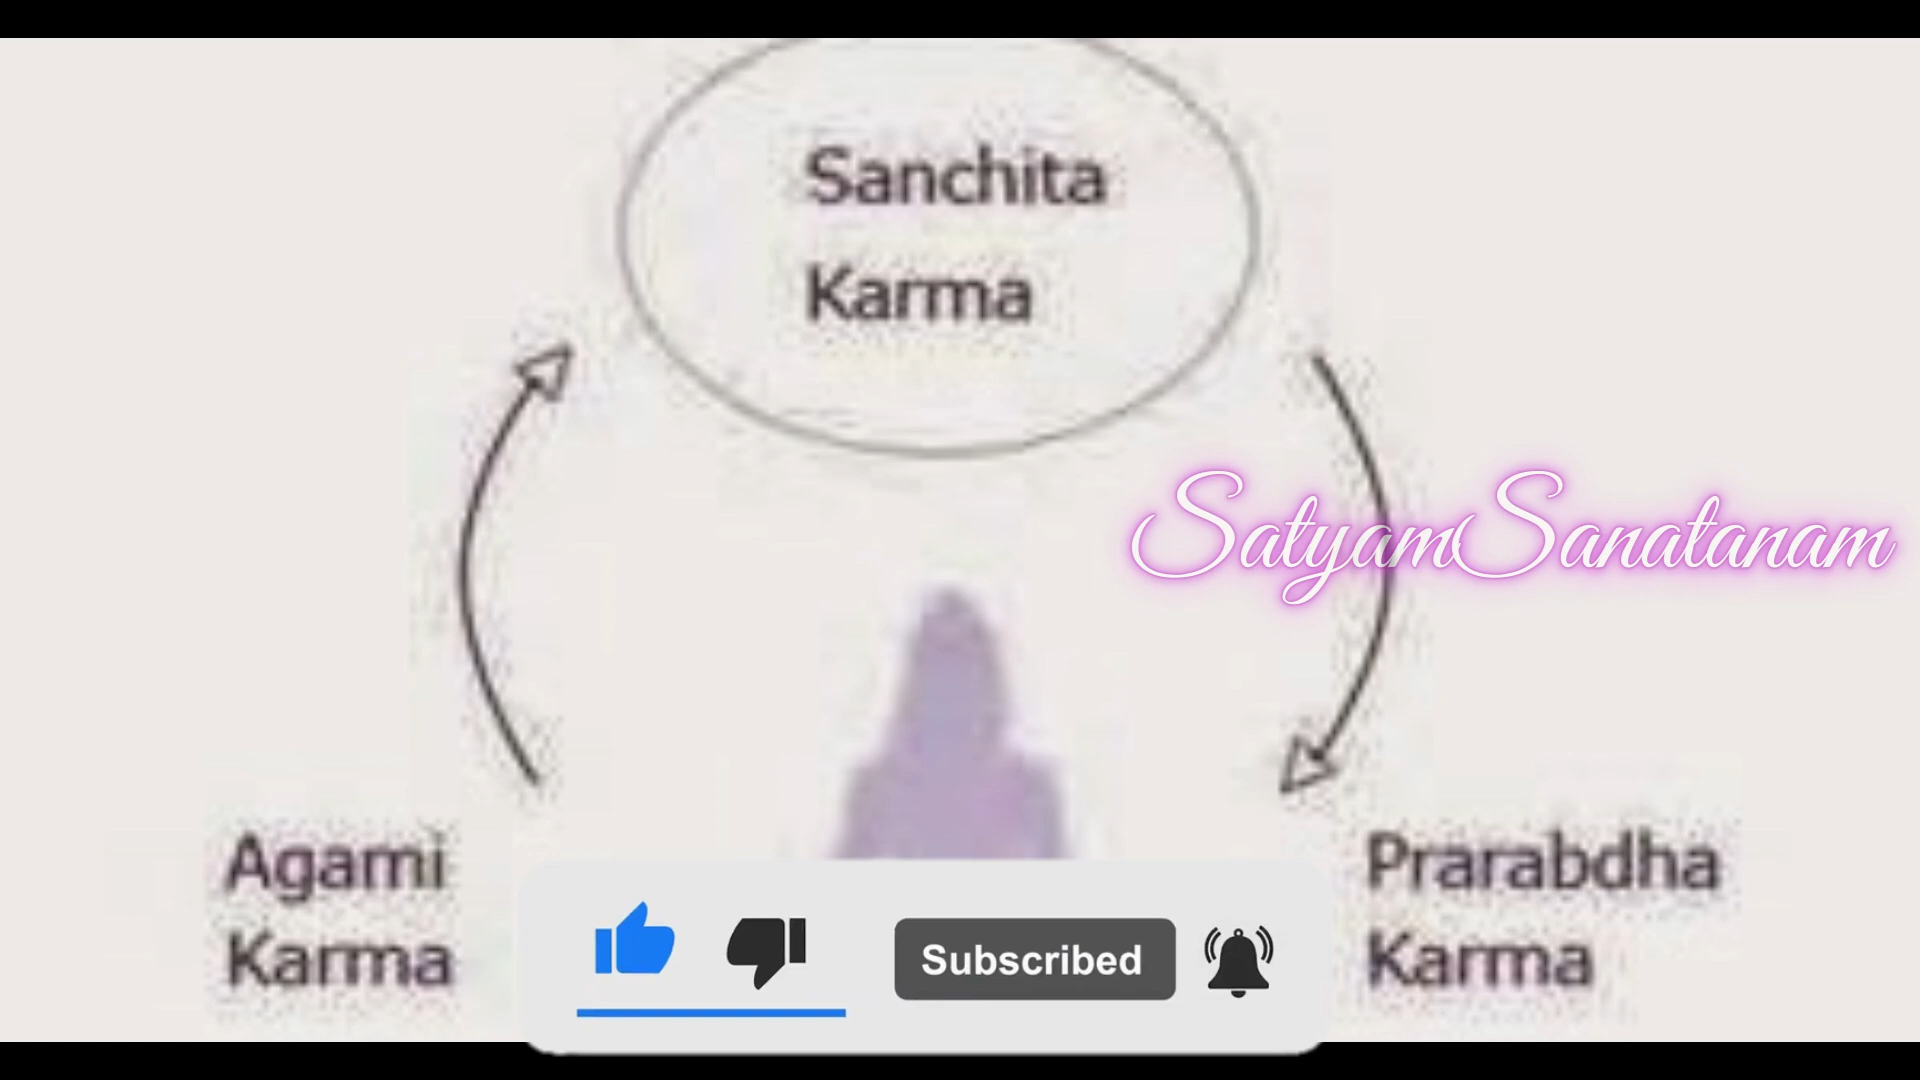 Sanchita
Karma
SatyamSanatanam
Agami
Karma
Prarabdha
Karma
Subscribed